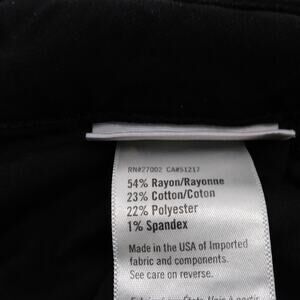 RN#27002 CA#51217
54% Rayon/Rayonne
23% Cotton/Coton
22% Polyester
1% Spandex
Made in the USA of Imported
fabric and components.
See care on reverse.